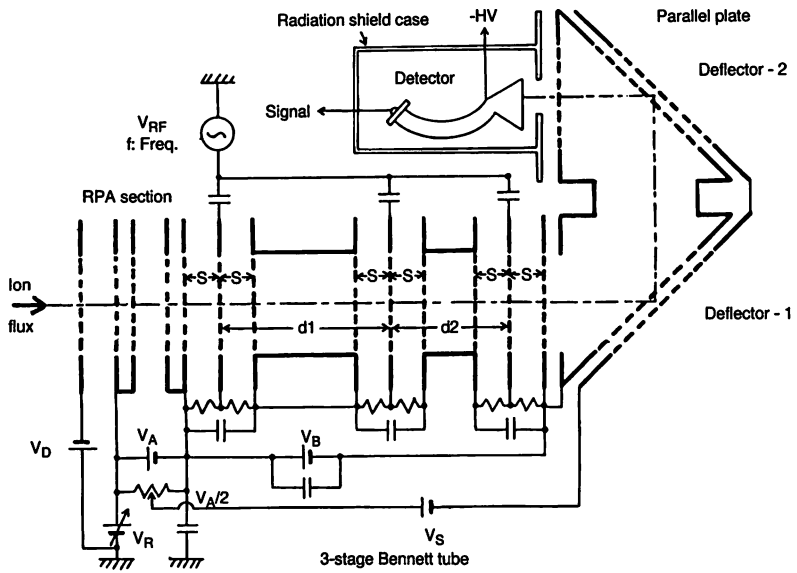 Radiation shield case
-HV
Parallel plate
Detector
Deflector - 2
Signal
V_RF
f: Freq.
RPA section
S S S S S S
Ion
flux
d1 d2
Deflector - 1
V_D
V_A
V_B
V_A/2
V_R
V_S
3-stage Bennett tube